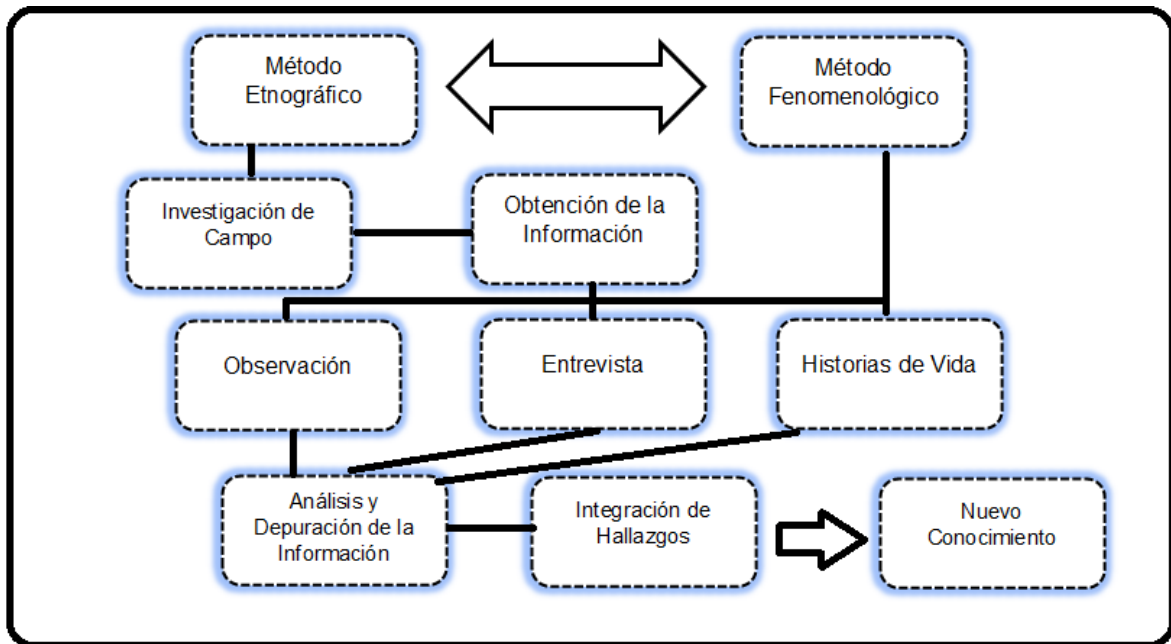 Método
Etnográfico
Método
Fenomenológico
Investigación de
Campo
Obtención de la
Información
Observación
Entrevista
Historias de Vida
Análisis y
Depuración de la
Información
Integración de
Hallazgos
Nuevo
Conocimiento